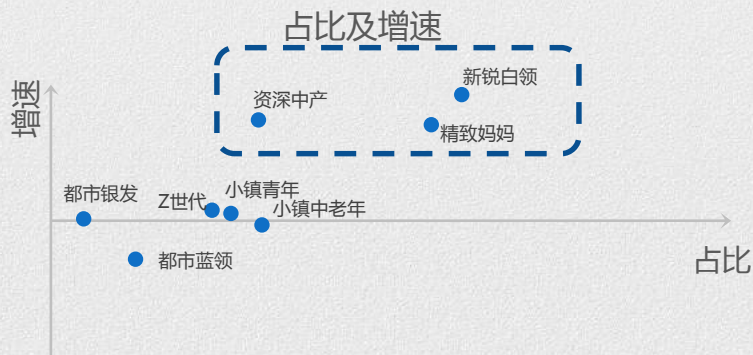 占比及增速
增速
新锐白领
资深中产
精致妈妈
都市银发
Z世代
小镇青年
小镇中老年
都市蓝领
占比